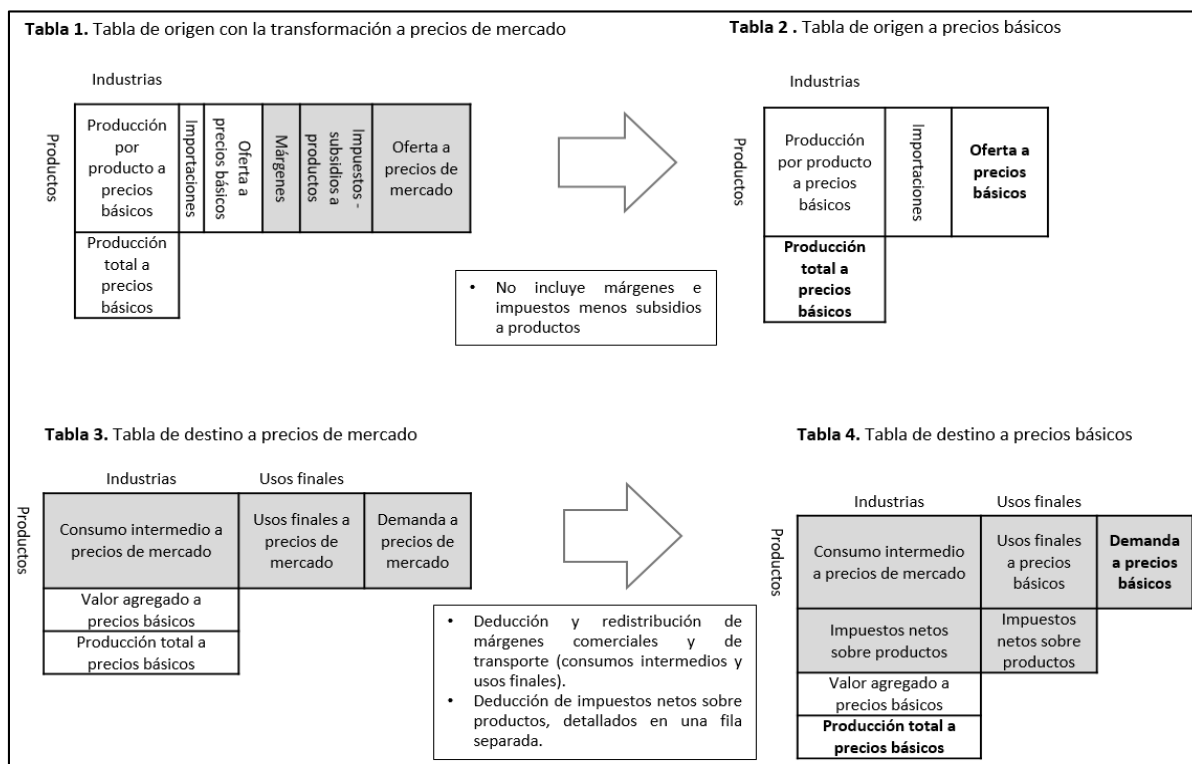 Tabla 1. Tabla de origen con la transformación a precios de mercado
Industrias
Productos
Producción
por
producto a
precios
básicos
Importaciones
Oferta a
precios básicos
Márgenes
Impuestos -
subsidios a
productos
Oferta a
precios de
mercado
Producción
total a
precios
básicos
• No incluye márgenes e
impuestos menos subsidios
a productos
Tabla 2 . Tabla de origen a precios básicos
Industrias
Productos
Producción
por producto
a precios
básicos
Importaciones
Oferta a
precios
básicos
Producción
total a
precios
básicos
Tabla 3. Tabla de destino a precios de mercado
Industrias
Usos finales
Productos
Consumo intermedio a
precios de mercado
Usos finales a
precios de
mercado
Demanda a
precios de
mercado
Valor agregado a
precios básicos
Producción total a
precios básicos
• Deducción y redistribución de
márgenes comerciales y de
transporte (consumos intermedios y
usos finales).
• Deducción de impuestos netos sobre
productos, detallados en una fila
separada.
Tabla 4. Tabla de destino a precios básicos
Industrias
Usos finales
Productos
Consumo intermedio
a precios de mercado
Usos finales
a precios
básicos
Demanda
a precios
básicos
Impuestos netos
sobre productos
Impuestos
netos sobre
productos
Valor agregado a
precios básicos
Producción total a
precios básicos